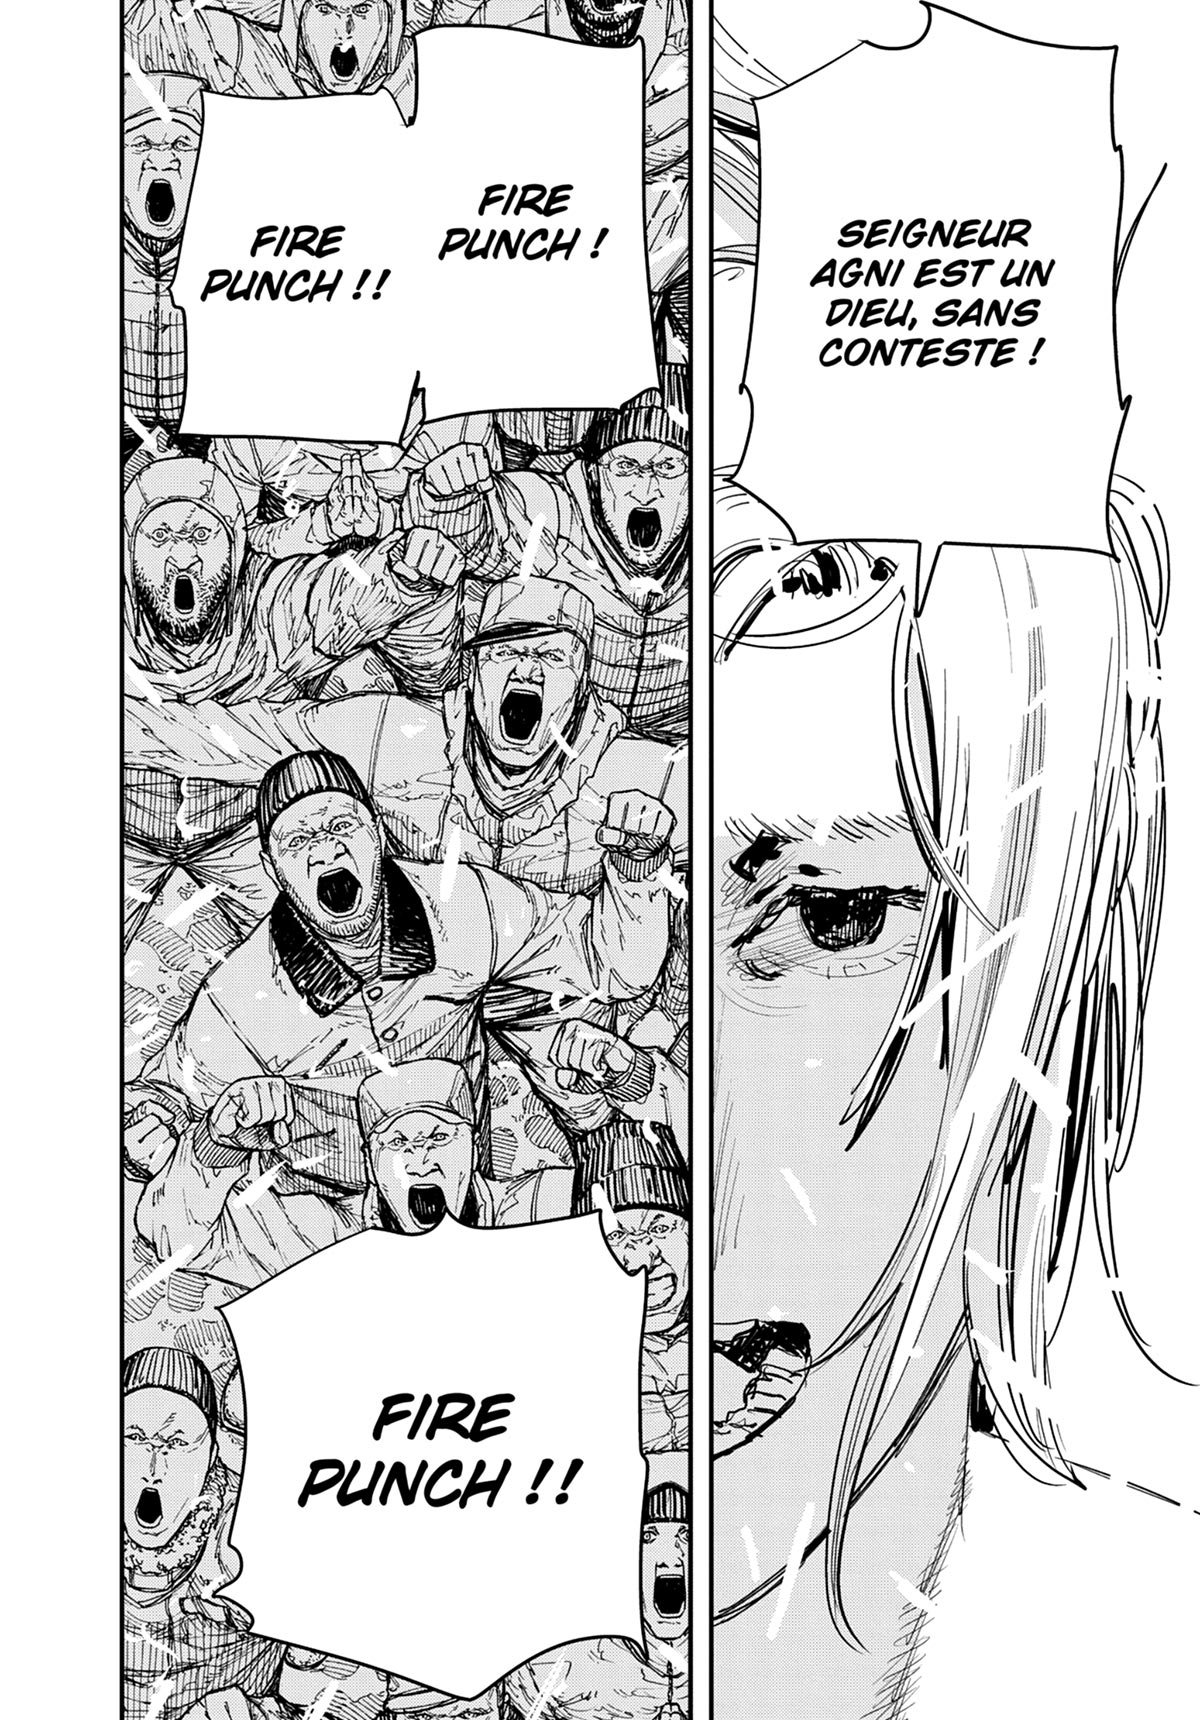 SEIGNEUR
AGNI EST UN
DIEU, SANS
CONTESTE !
FIRE
PUNCH !
FIRE
PUNCH !!
FIRE
PUNCH !!